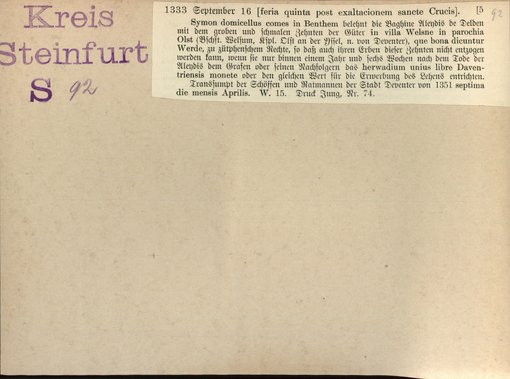 Kreis
Steinfurt
S 92
1333 September 16 [feria quinta post exaltacionem sancte Crucis]. [5
92
Symon domicellus comes in Benthem belehnt die Baghine Aleydis de Delden
mit dem groben und schmalen Zehnten der Güter in villa Welsne in parochia
Olst (Bschft. Welsum, Kspl. Olst an der Yssel, n. von Deventer), que bona dicuntur
Werde, zu zütphenschem Rechte, so daß auch ihren Erben dieser Zehnten nicht entzogen
werden kann, wenn sie nur binnen einem Jahr und sechs Wochen nach dem Tode der
Aleydis dem Grafen oder seinen Nachfolgern das herwadium unius libre Daven-
triensis monete oder den gleichen Wert für die Erwerbung des Lehens entrichten.
Transsumpt der Schöffen und Ratmannen der Stadt Deventer von 1351 septima
die mensis Aprilis. W. 15. Druck Jung, Nr. 74.